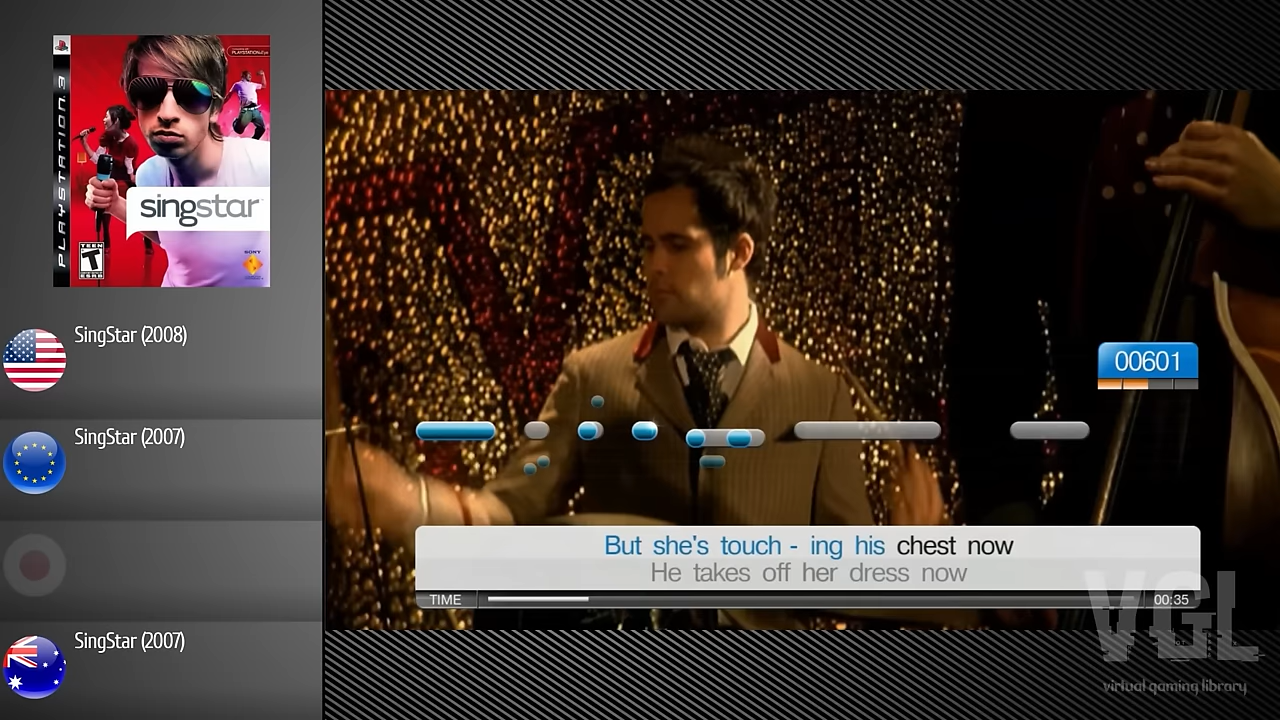 PLAYSTATION 3
singstar
TEEN
T
ESRB
SONY
SingStar (2008)
SingStar (2007)
SingStar (2007)
00601
But she's touch - ing his chest now
He takes off her dress now
TIME
00:35
VGL
virtual gaming library